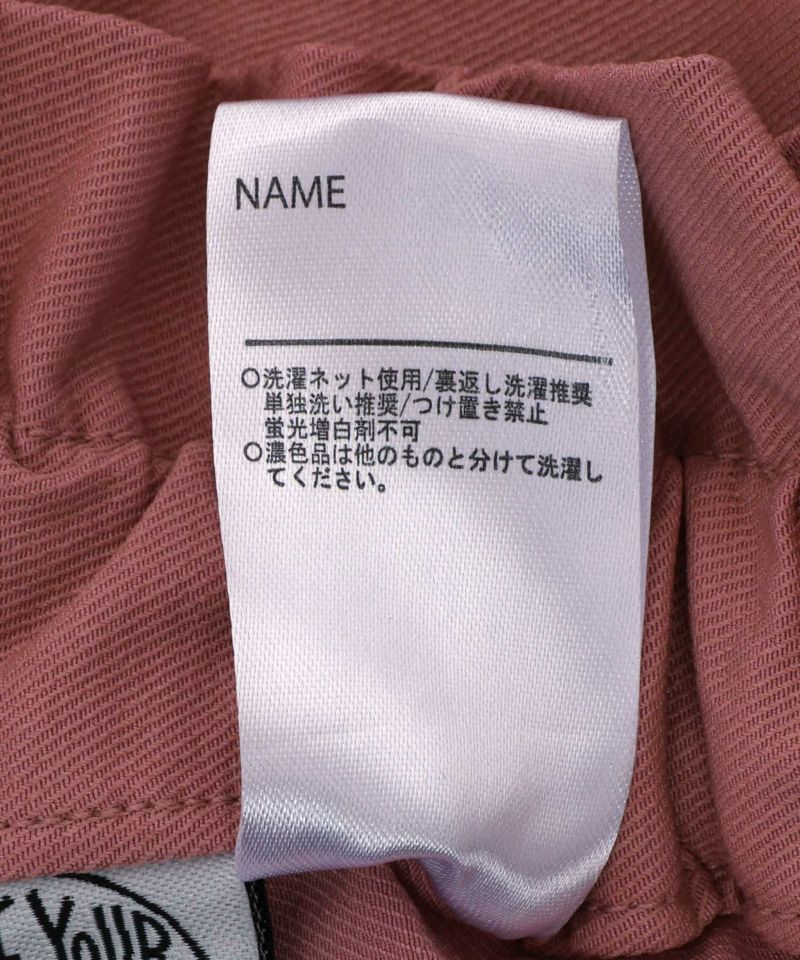 NAME
○洗濯ネット使用/裏返し洗濯推奨
単独洗い推奨/つけ置き禁止
蛍光増白剤不可
○濃色品は他のものと分けて洗濯し
てください。
YOUR